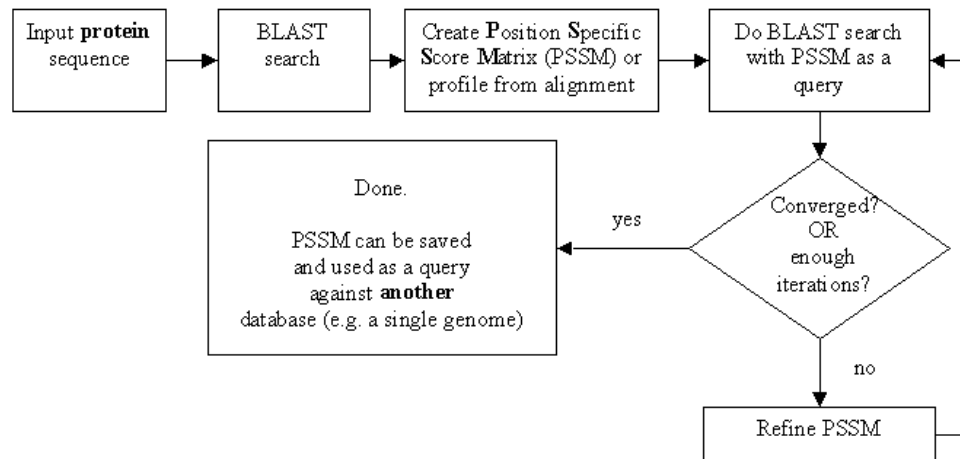 Input protein
sequence
BLAST
search
Create Position Specific
Score Matrix (PSSM) or
profile from alignment
Do BLAST search
with PSSM as a
query
Converged?
OR
enough
iterations?
yes
Done.
PSSM can be saved
and used as a query
against another
database (e.g. a single genome)
no
Refine PSSM